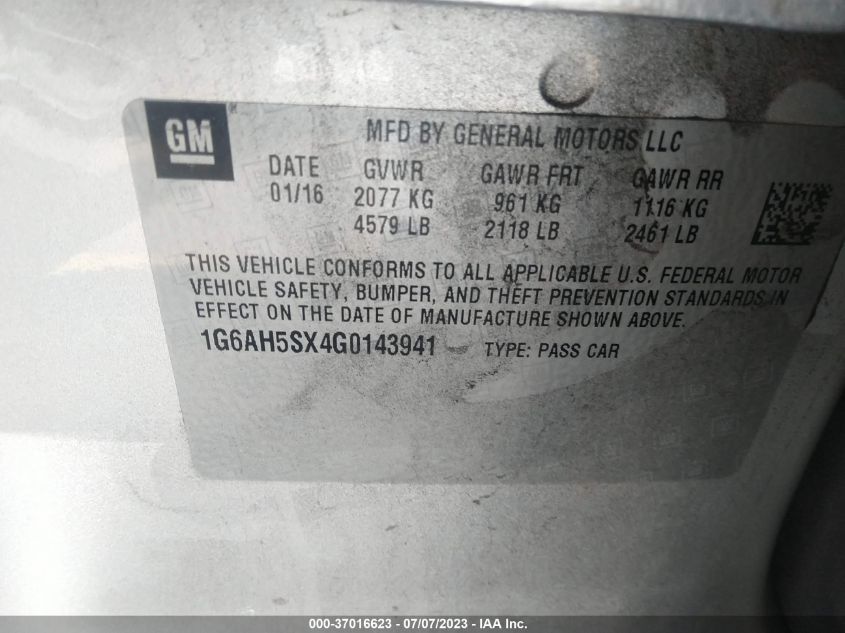 GM
MFD BY GENERAL MOTORS LLC
DATE GVWR GAWR FRT GAWR RR
01/16 2077 KG 961 KG 1116 KG
4579 LB 2118 LB 2461 LB
THIS VEHICLE CONFORMS TO ALL APPLICABLE U.S. FEDERAL MOTOR
VEHICLE SAFETY, BUMPER, AND THEFT PREVENTION STANDARDS IN
EFFECT ON THE DATE OF MANUFACTURE SHOWN ABOVE.
1G6AH5SX4G0143941 TYPE: PASS CAR
000-37016623 - 07/07/2023 - IAA Inc.